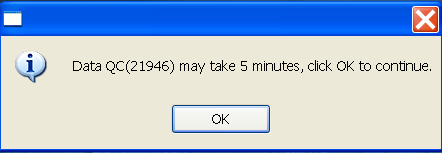 Data QC(21946) may take 5 minutes, click OK to continue.
OK